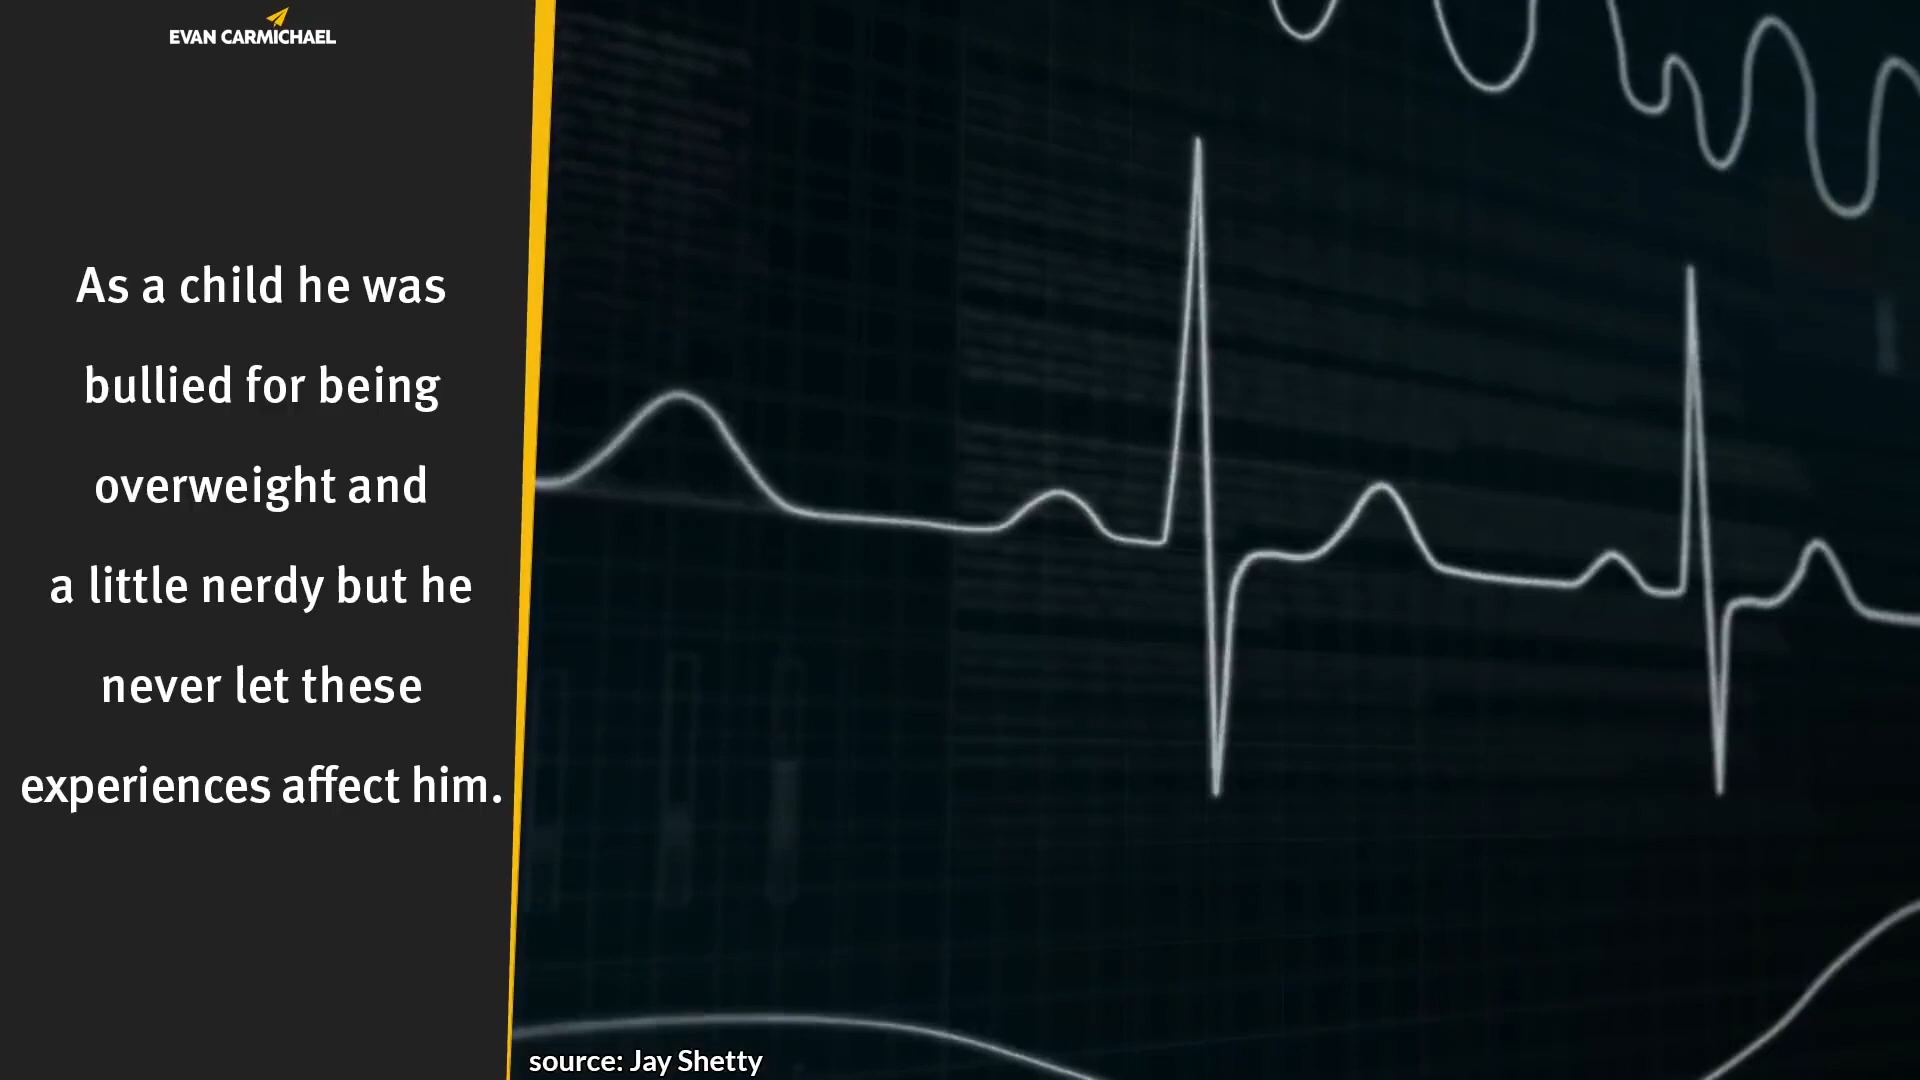 EVAN CARMICHAEL
As a child he was
bullied for being
overweight and
a little nerdy but he
never let these
experiences affect him.
source: Jay Shetty